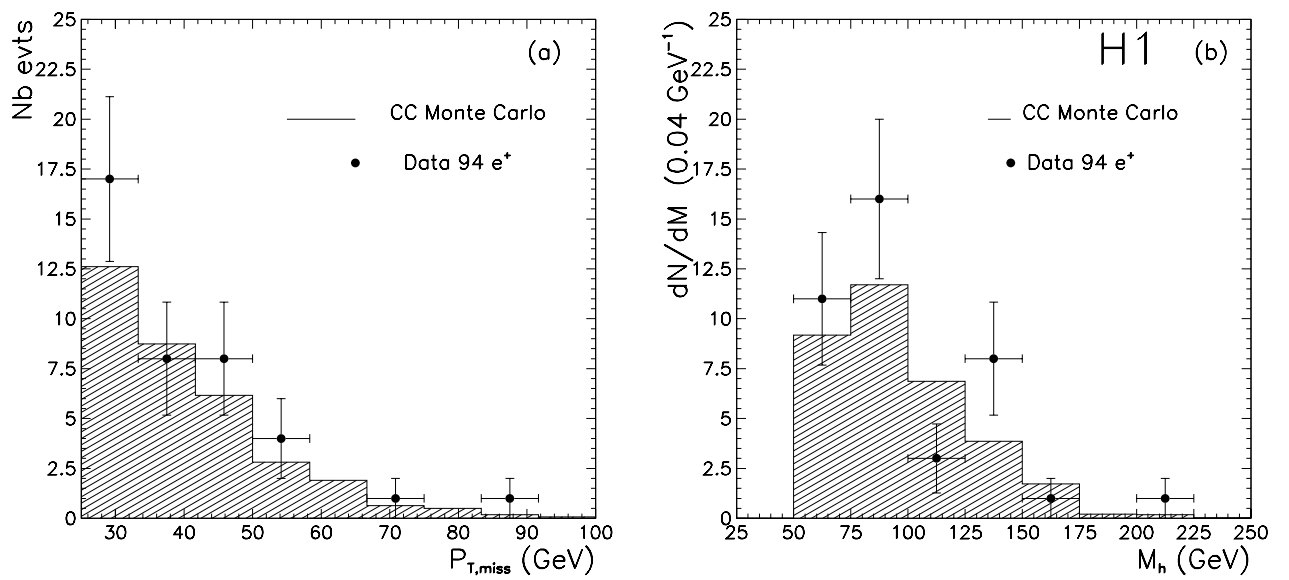 Nb evts
25
22.5
20
17.5
15
12.5
10
7.5
5
2.5
0
(a)
CC Monte Carlo
Data 94 e⁺
30 40 50 60 70 80 90 100
P_T,miss (GeV)
dN/dM (0.04 GeV⁻¹)
25
22.5
20
17.5
15
12.5
10
7.5
5
2.5
0
H1 (b)
CC Monte Carlo
Data 94 e⁺
25 50 75 100 125 150 175 200 225 250
M_h (GeV)